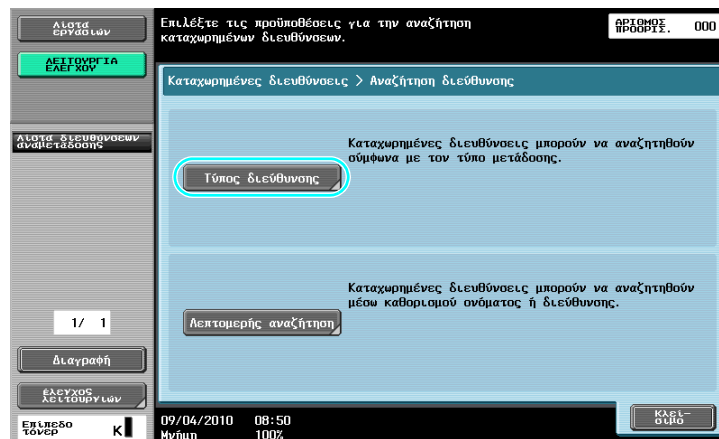 Λίστα
εργασιών
Επιλέξτε τις προϋποθέσεις για την αναζήτηση
καταχωρημένων διευθύνσεων.
ΑΡΙΘΜΟΣ
ΠΡΟΟΡΙΣ.
000
ΛΕΙΤΟΥΡΓΙΑ
ΕΛΕΓΧΟΥ
Καταχωρημένες διευθύνσεις > Αναζήτηση διεύθυνσης
Λίστα διευθύνσεων
αναμετάδοσης
Καταχωρημένες διευθύνσεις μπορούν να αναζητηθούν
σύμφωνα με τον τύπο μετάδοσης.
Τύπος διεύθυνσης
Καταχωρημένες διευθύνσεις μπορούν να αναζητηθούν
μέσω καθορισμού ονόματος ή διεύθυνσης.
Λεπτομερής αναζήτηση
1/ 1
Διαγραφή
έλεγχος
λειτουργιών
Επίπεδο
τόνερ
K
09/04/2010 08:50
Μνήμη 100%
Κλεί-
σιμο